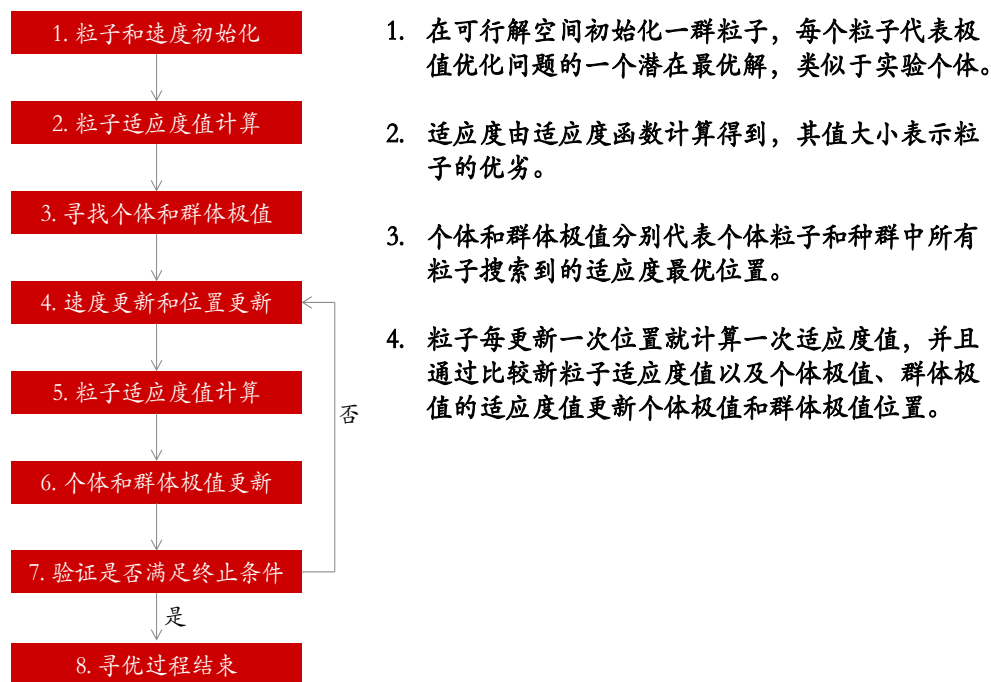 1. 粒子和速度初始化
2. 粒子适应度值计算
3. 寻找个体和群体极值
4. 速度更新和位置更新
5. 粒子适应度值计算
否
6. 个体和群体极值更新
7. 验证是否满足终止条件
是
8. 寻优过程结束
1. 在可行解空间初始化一群粒子，每个粒子代表极
值优化问题的一个潜在最优解，类似于实验个体。
2. 适应度由适应度函数计算得到，其值大小表示粒
子的优劣。
3. 个体和群体极值分别代表个体粒子和种群中所有
粒子搜索到的适应度最优位置。
4. 粒子每更新一次位置就计算一次适应度值，并且
通过比较新粒子适应度值以及个体极值、群体极
值的适应度值更新个体极值和群体极值位置。